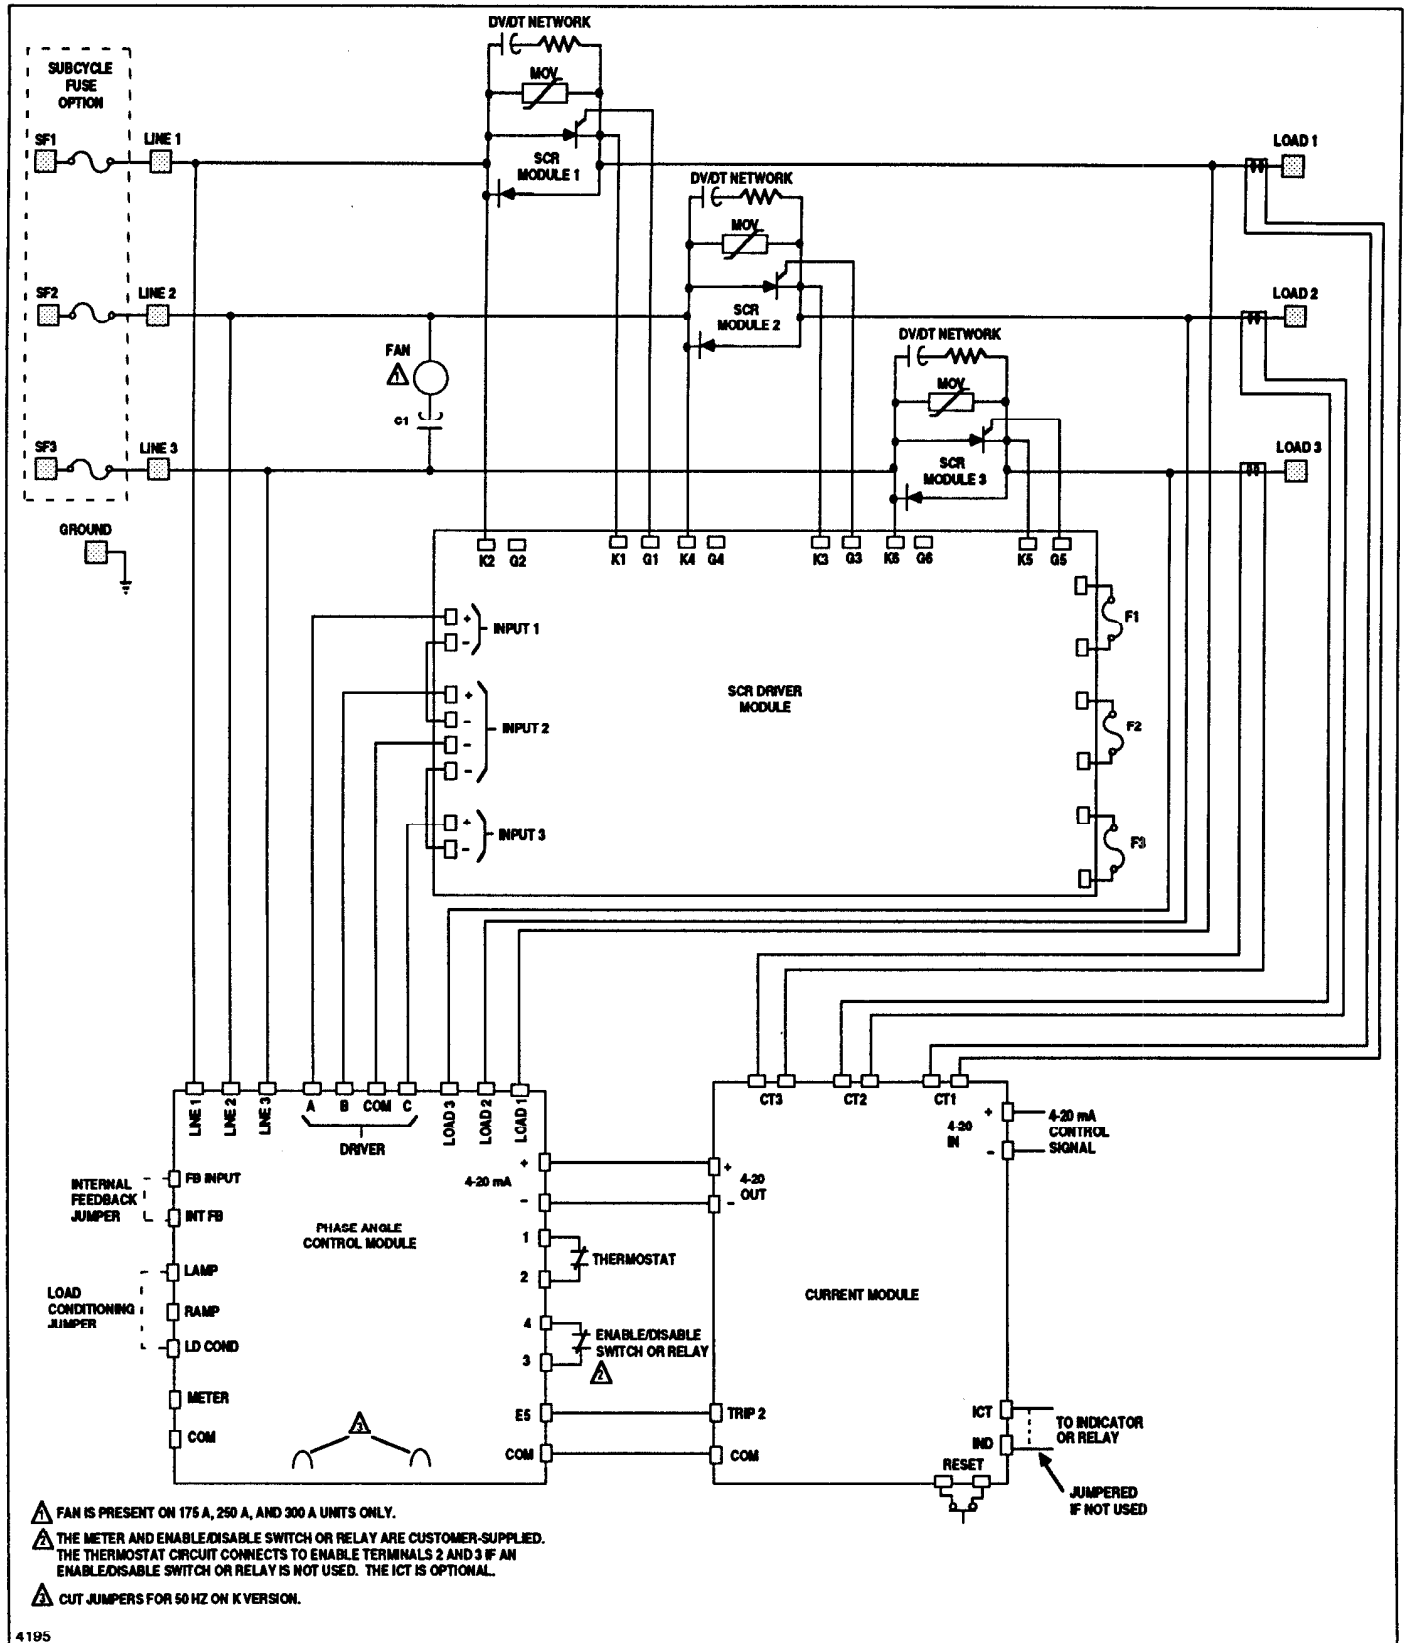 DV/DT NETWORK
SUBCYCLE
FUSE
OPTION
MOV
SF1
LINE 1
SCR
MODULE 1
LOAD 1
DV/DT NETWORK
MOV
SF2
LINE 2
SCR
MODULE 2
LOAD 2
DV/DT NETWORK
FAN
1
MOV
C1
SF3
LINE 3
SCR
MODULE 3
LOAD 3
GROUND
K2
G2
K1
G1
K4
G4
K3
G3
K6
G6
K5
G5
+
-
INPUT 1
F1
SCR DRIVER
MODULE
+
-
-
-
INPUT 2
F2
+
-
INPUT 3
F3
LINE 1
LINE 2
LINE 3
A
B
COM
C
DRIVER
LOAD 3
LOAD 2
LOAD 1
CT3
CT2
CT1
+
-
4-20
IN
4-20 mA
CONTROL
SIGNAL
INTERNAL
FEEDBACK
JUMPER
FB INPUT
INT FB
+
4-20 mA
-
+
4-20
OUT
-
PHASE ANGLE
CONTROL MODULE
1
2
THERMOSTAT
LOAD
CONDITIONING
JUMPER
LAMP
RAMP
LD COND
CURRENT MODULE
4
3
ENABLE/DISABLE
SWITCH OR RELAY
2
METER
COM
3
E5
COM
TRIP 2
COM
ICT
IND
TO INDICATOR
OR RELAY
RESET
JUMPERED
IF NOT USED
1 FAN IS PRESENT ON 175 A, 250 A, AND 300 A UNITS ONLY.
2 THE METER AND ENABLE/DISABLE SWITCH OR RELAY ARE CUSTOMER-SUPPLIED.
THE THERMOSTAT CIRCUIT CONNECTS TO ENABLE TERMINALS 2 AND 3 IF AN
ENABLE/DISABLE SWITCH OR RELAY IS NOT USED. THE ICT IS OPTIONAL.
3 CUT JUMPERS FOR 50 HZ ON K VERSION.
4195